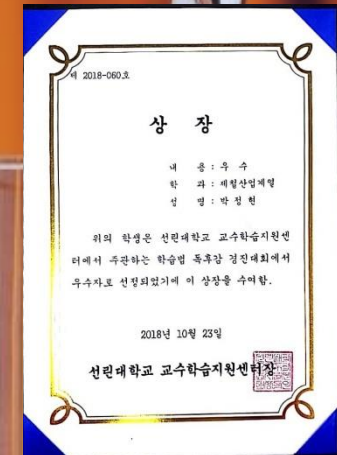 제 2018-060호
상 장
내 용 : 우 수
학 과 : 제철산업계열
성 명 : 박정현
위의 학생은 선린대학교 교수학습지원센
터에서 주관하는 학습법 독후감 경진대회에서
우수자로 선정되었기에 이 상장을 수여함.
2018년 10월 23일
선린대학교 교수학습지원센터장